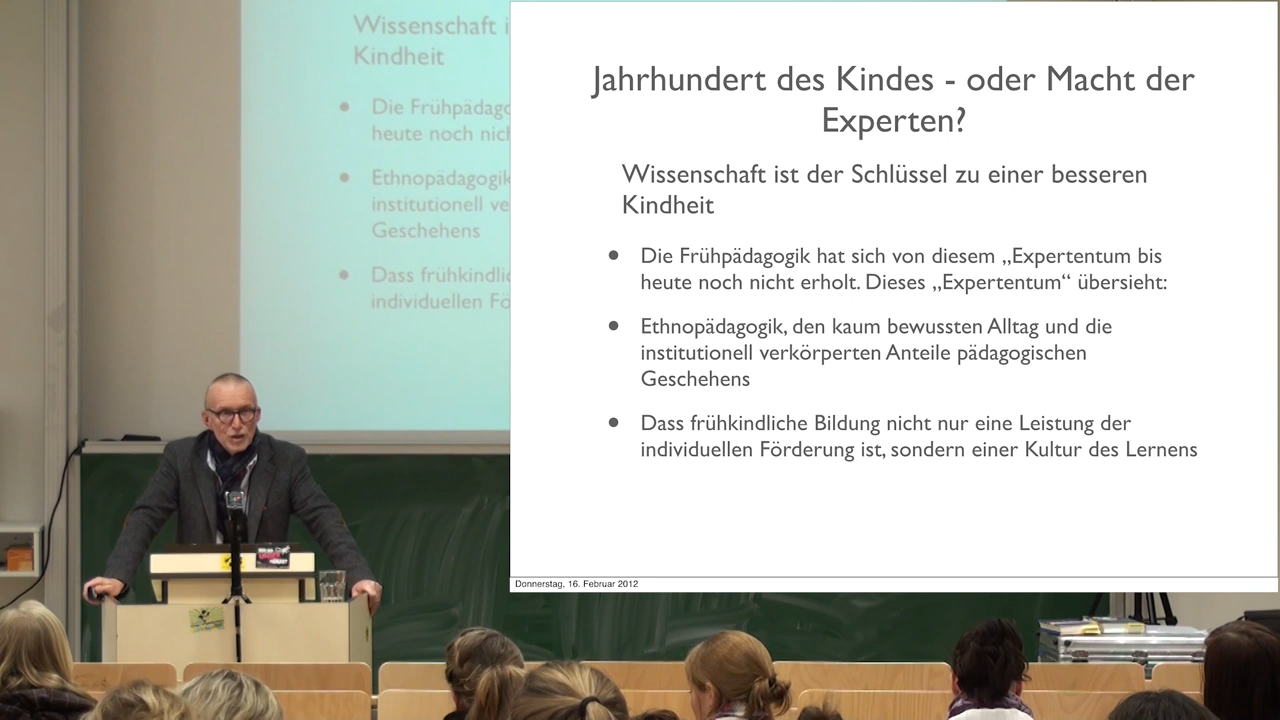 Wissenschaft i
Kindheit
Die Frühpädago
heute noch nich
Ethnopädagogik
institutionell ve
Geschehens
Dass frühkindlic
individuellen Fö
Jahrhundert des Kindes - oder Macht der
Experten?
Wissenschaft ist der Schlüssel zu einer besseren
Kindheit
• Die Frühpädagogik hat sich von diesem „Expertentum bis
heute noch nicht erholt. Dieses „Expertentum“ übersieht:
• Ethnopädagogik, den kaum bewussten Alltag und die
institutionell verkörperten Anteile pädagogischen
Geschehens
• Dass frühkindliche Bildung nicht nur eine Leistung der
individuellen Förderung ist, sondern einer Kultur des Lernens
Donnerstag, 16. Februar 2012